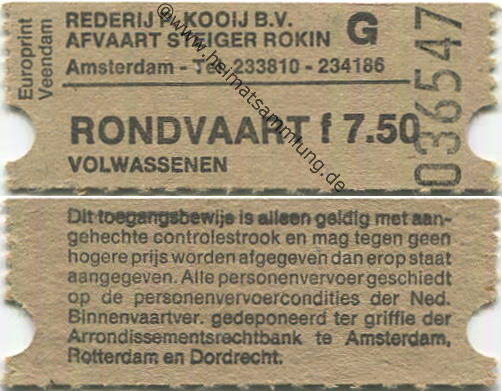 Europrint
Veendam
REDERIJ P. KOOIJ B.V.
AFVAART STEIGER ROKIN
G
Amsterdam - Tel. 233810 - 234186
RONDVAART f 7.50
VOLWASSENEN
036547
www.heimatsammlung.de
Dit toegangsbewijs is alleen geldig met aan-
gehechte controlestrook en mag tegen geen
hogere prijs worden afgegeven dan erop staat
aangegeven. Alle personenvervoer geschiedt
op de personenvervoercondities der Ned.
Binnenvaartver. gedeponeerd ter griffie der
Arrondissementsrechtbank te Amsterdam,
Rotterdam en Dordrecht.